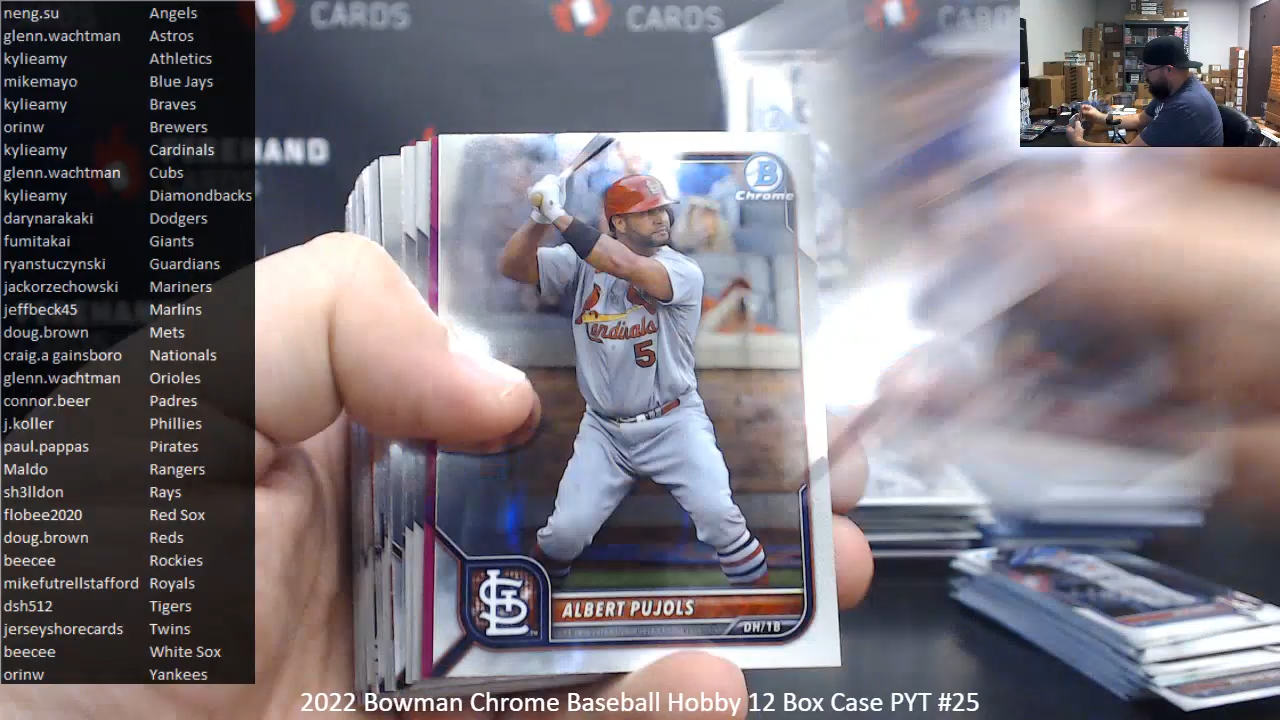 neng.su Angels
glenn.wachtman Astros
kylieamy Athletics
mikemayo Blue Jays
kylieamy Braves
orinw Brewers
kylieamy Cardinals
glenn.wachtman Cubs
kylieamy Diamondbacks
darynarakaki Dodgers
fumitakai Giants
ryanstuczynski Guardians
jackorzechowski Mariners
jeffbeck45 Marlins
doug.brown Mets
craig.a gainsboro Nationals
glenn.wachtman Orioles
connor.beer Padres
j.koller Phillies
paul.pappas Pirates
Maldo Rangers
sh3lldon Rays
flobee2020 Red Sox
doug.brown Reds
beecee Rockies
mikefutrellstafford Royals
dsh512 Tigers
jerseyshorecards Twins
beecee White Sox
orinw Yankees
CARDS
CARDS
B
Chrome
Cardinals
5
STL
ALBERT PUJOLS
DH/1B
2022 Bowman Chrome Baseball Hobby 12 Box Case PYT #25